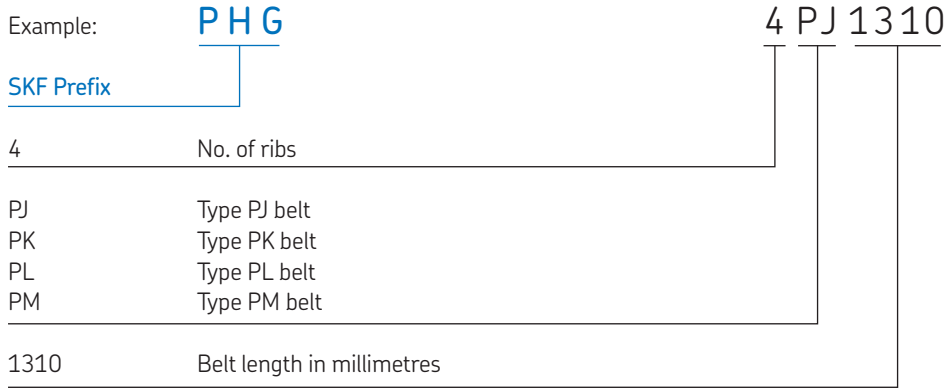 Example: PHG 4 PJ 1310
SKF Prefix
4 No. of ribs
PJ Type PJ belt
PK Type PK belt
PL Type PL belt
PM Type PM belt
1310 Belt length in millimetres